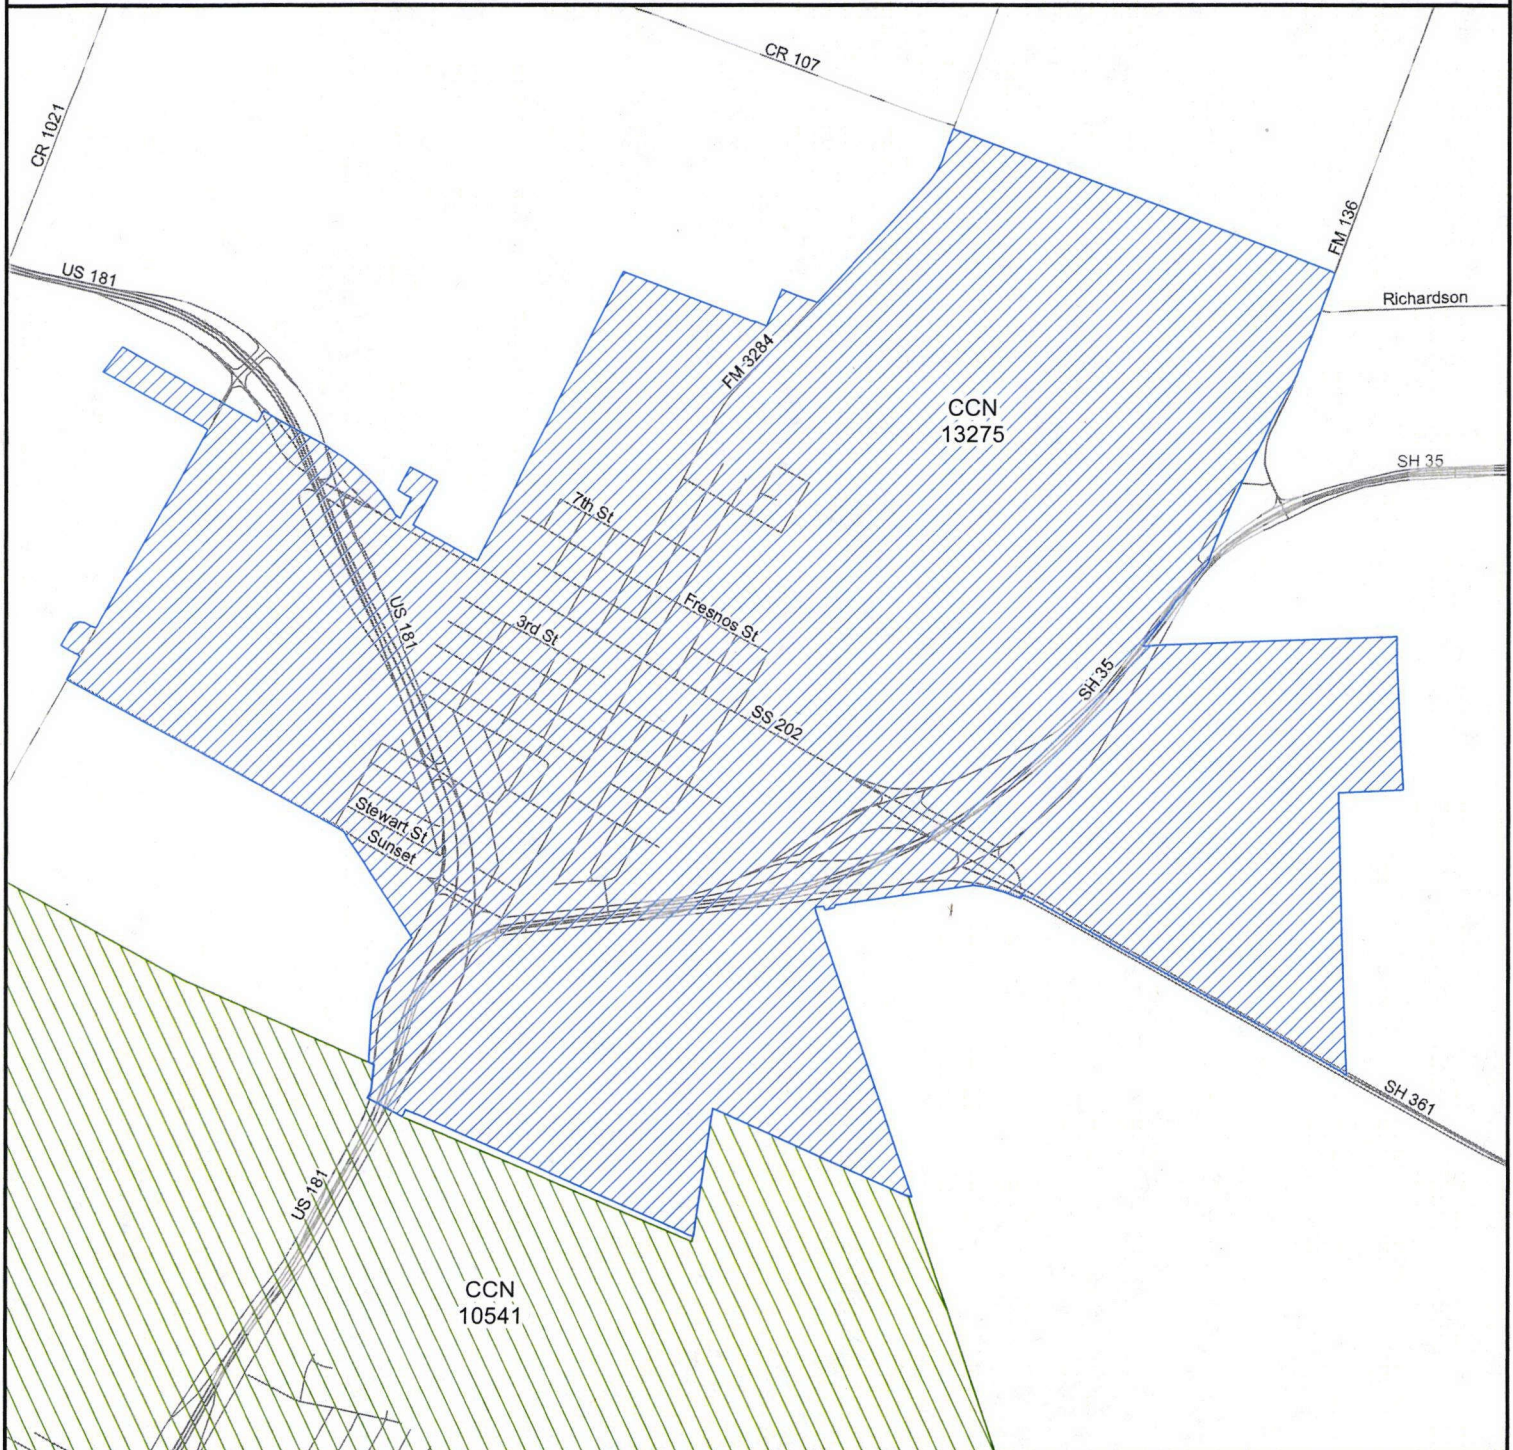 CR 107
CR 1021
FM 136
US 181
Richardson
FM 3284
CCN
13275
SH 35
7th St
Fresnos St
US 181
3rd St
SH 35
SS 202
Stewart St
Sunset
SH 361
US 181
CCN
10541